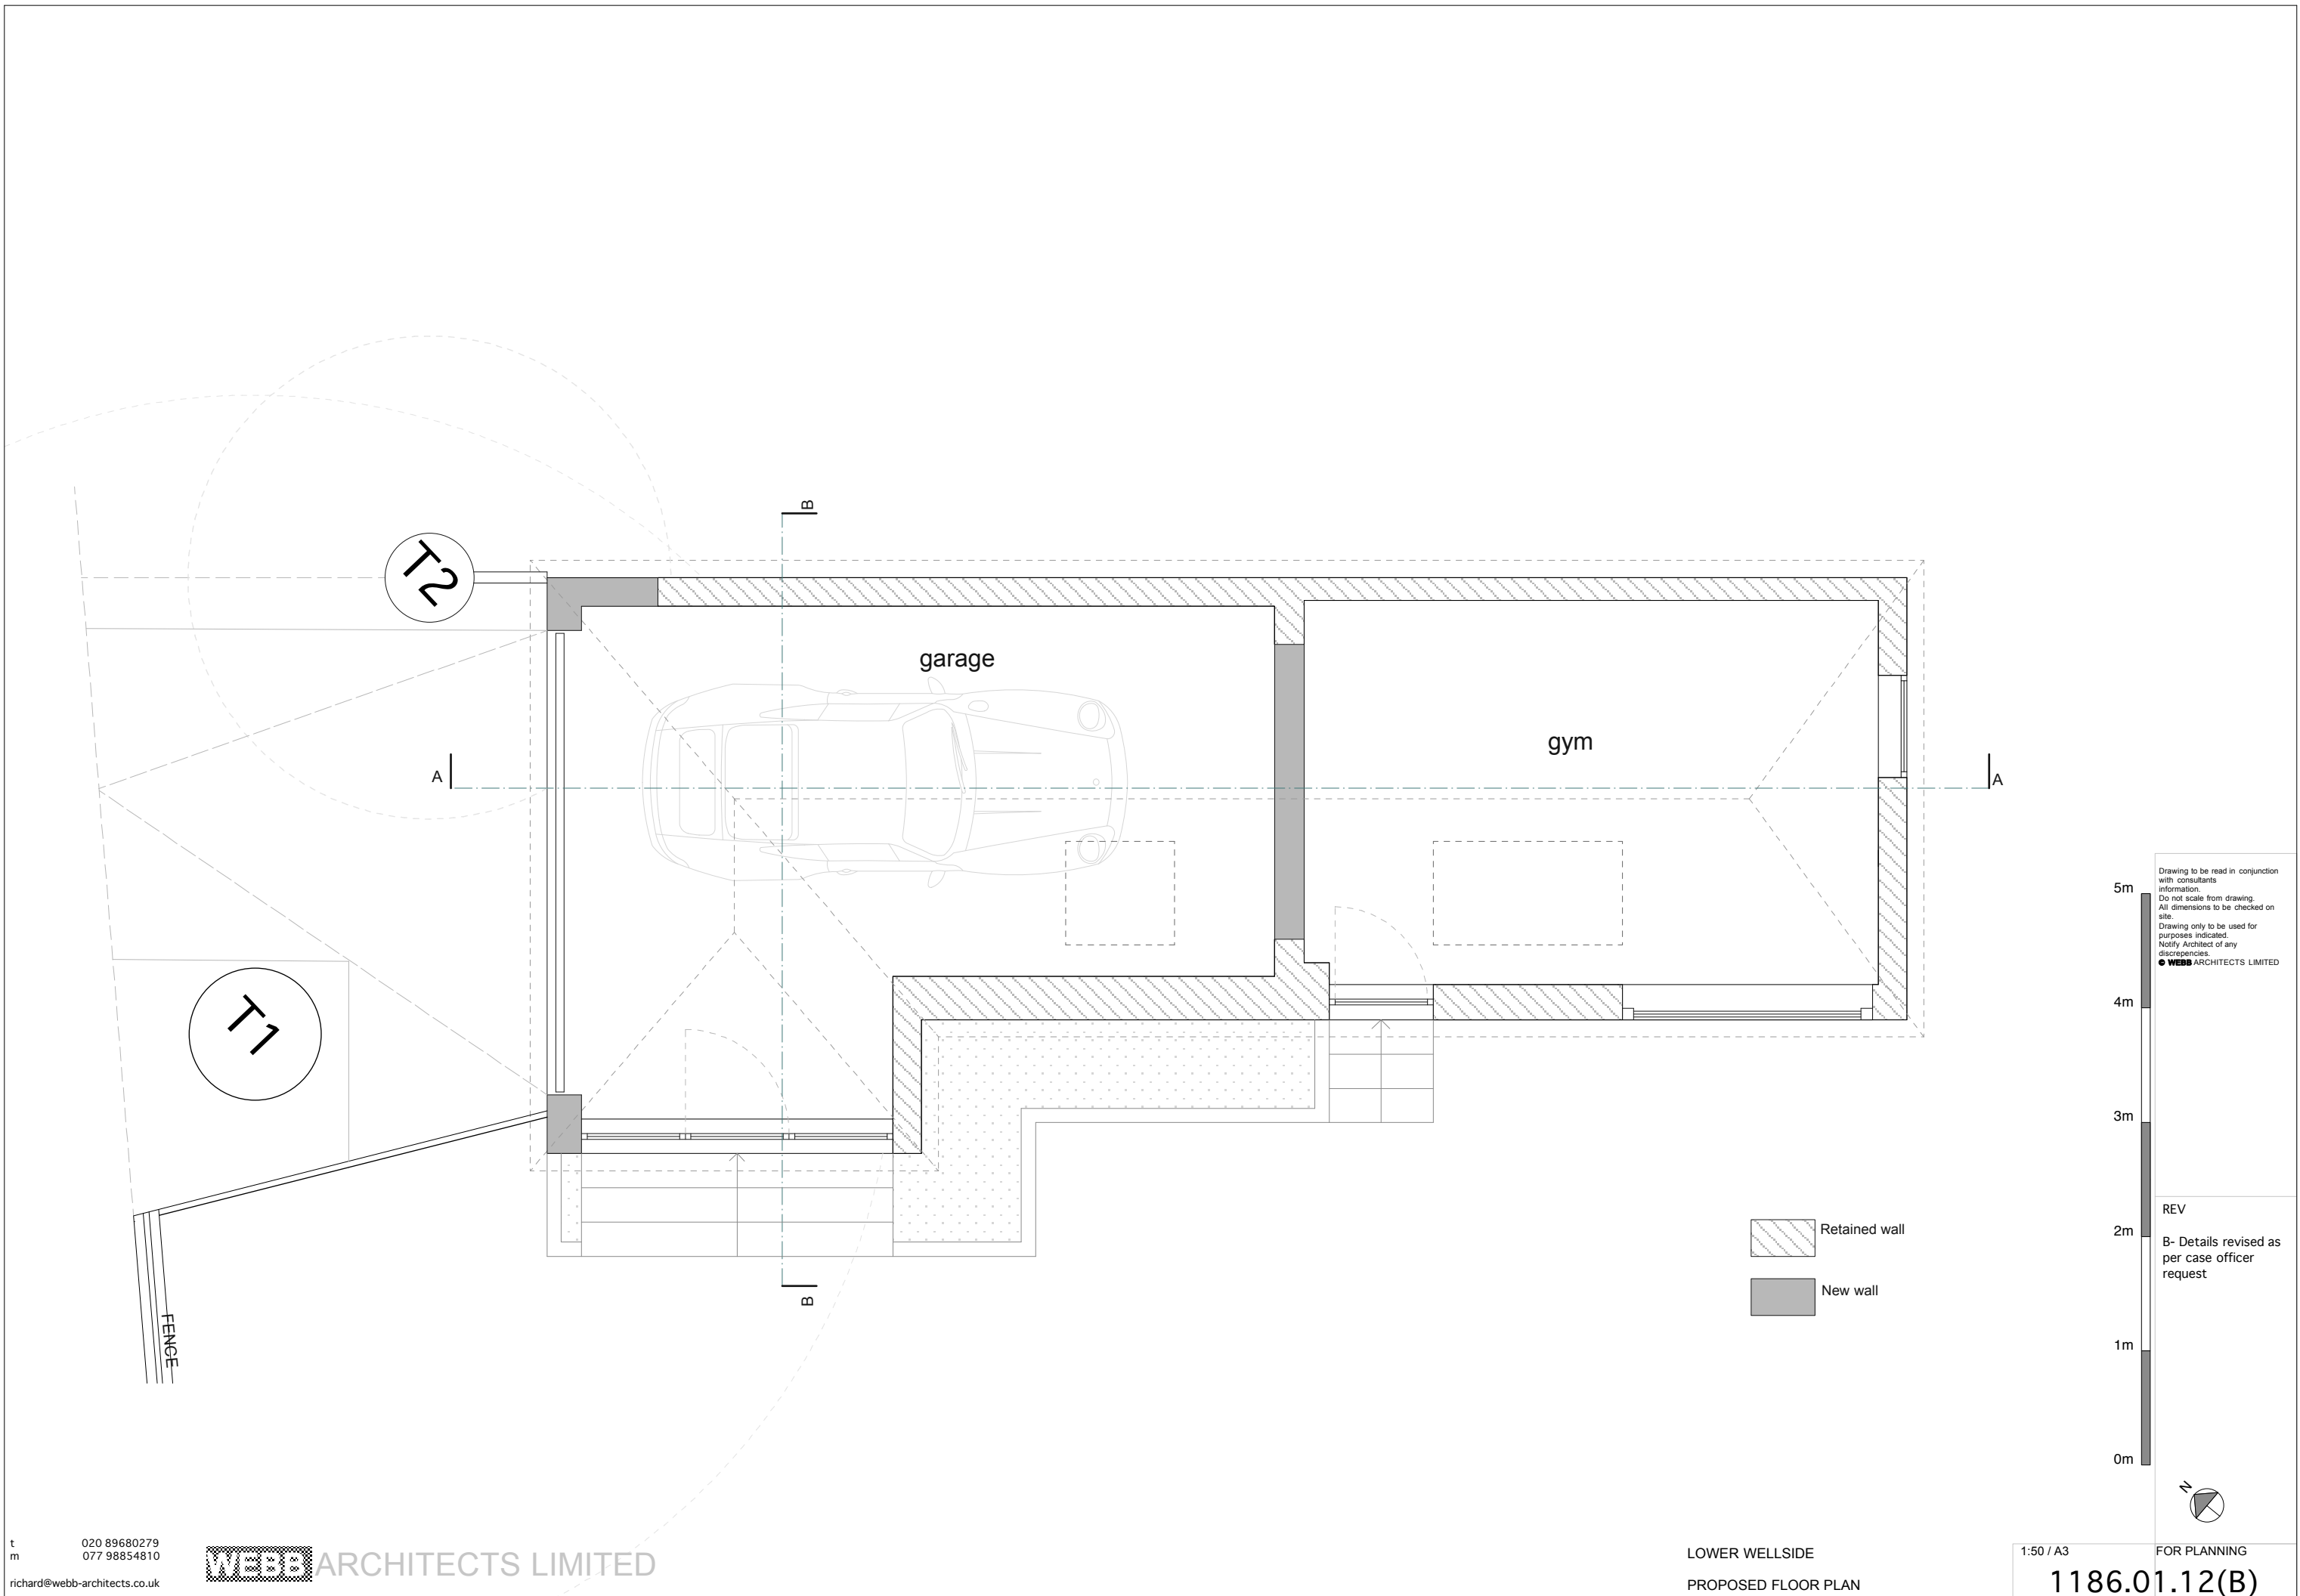 B
T2
garage
gym
A
A
T1
B
FENCE
Retained wall
New wall
5m
4m
3m
2m
1m
0m
Drawing to be read in conjunction
with consultants
information.
Do not scale from drawing.
All dimensions to be checked on
site.
Drawing only to be used for
purposes indicated.
Notify Architect of any
discrepencies.
© WEBB ARCHITECTS LIMITED
REV
B- Details revised as
per case officer
request
N
t 020 89680279
m 077 98854810
richard@webb-architects.co.uk
WEBB ARCHITECTS LIMITED
LOWER WELLSIDE
PROPOSED FLOOR PLAN
1:50 / A3
FOR PLANNING
1186.01.12(B)